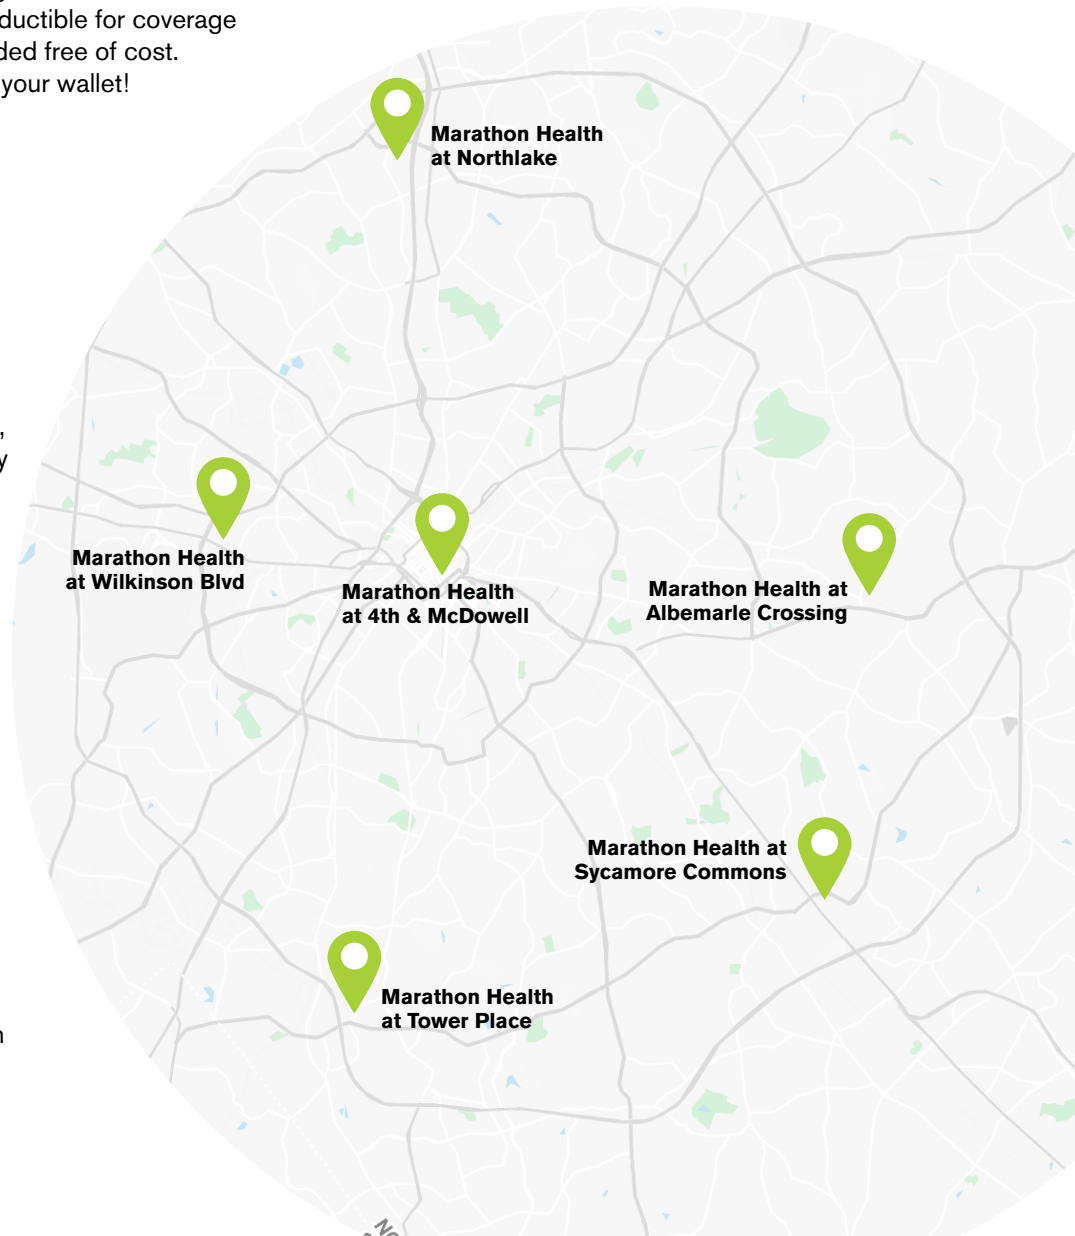 ductible for coverage
ded free of cost.
your wallet!
Marathon Health
at Northlake
,
y
Marathon Health
at Wilkinson Blvd
Marathon Health
at 4th & McDowell
Marathon Health at
Albemarle Crossing
Marathon Health at
Sycamore Commons
Marathon Health
at Tower Place
n